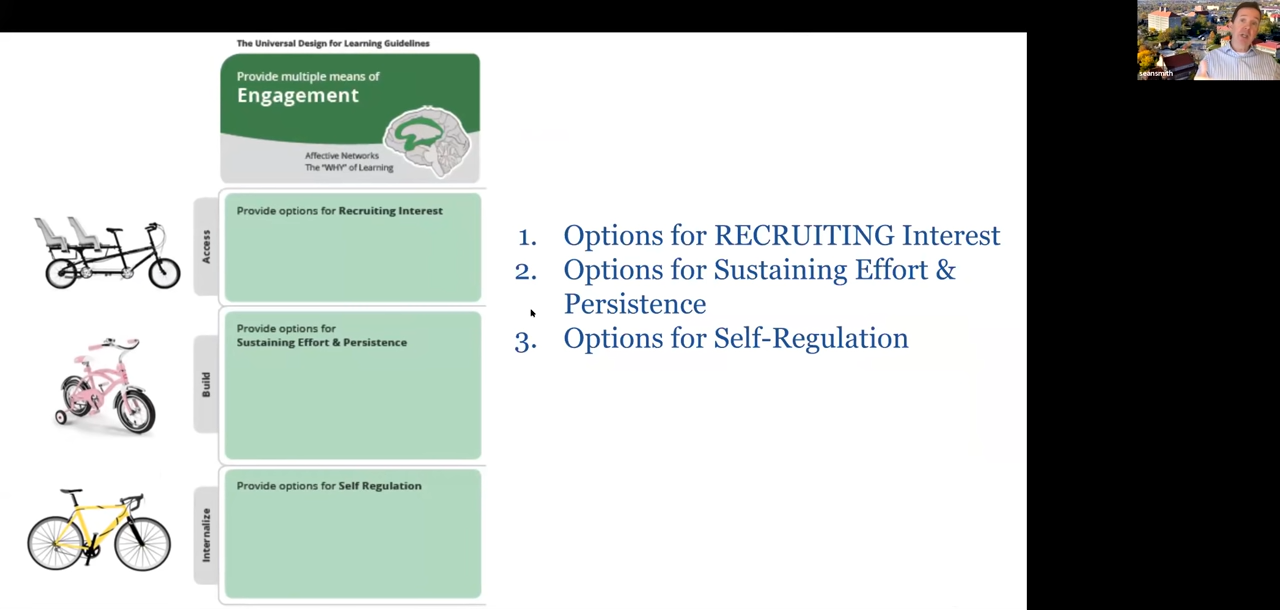 The Universal Design for Learning Guidelines
Provide multiple means of
Engagement
Affective Networks
The "WHY" of Learning
Access
Provide options for Recruiting Interest
Build
Provide options for
Sustaining Effort & Persistence
Internalize
Provide options for Self Regulation
1. Options for RECRUITING Interest
2. Options for Sustaining Effort &
Persistence
3. Options for Self-Regulation
seansmith